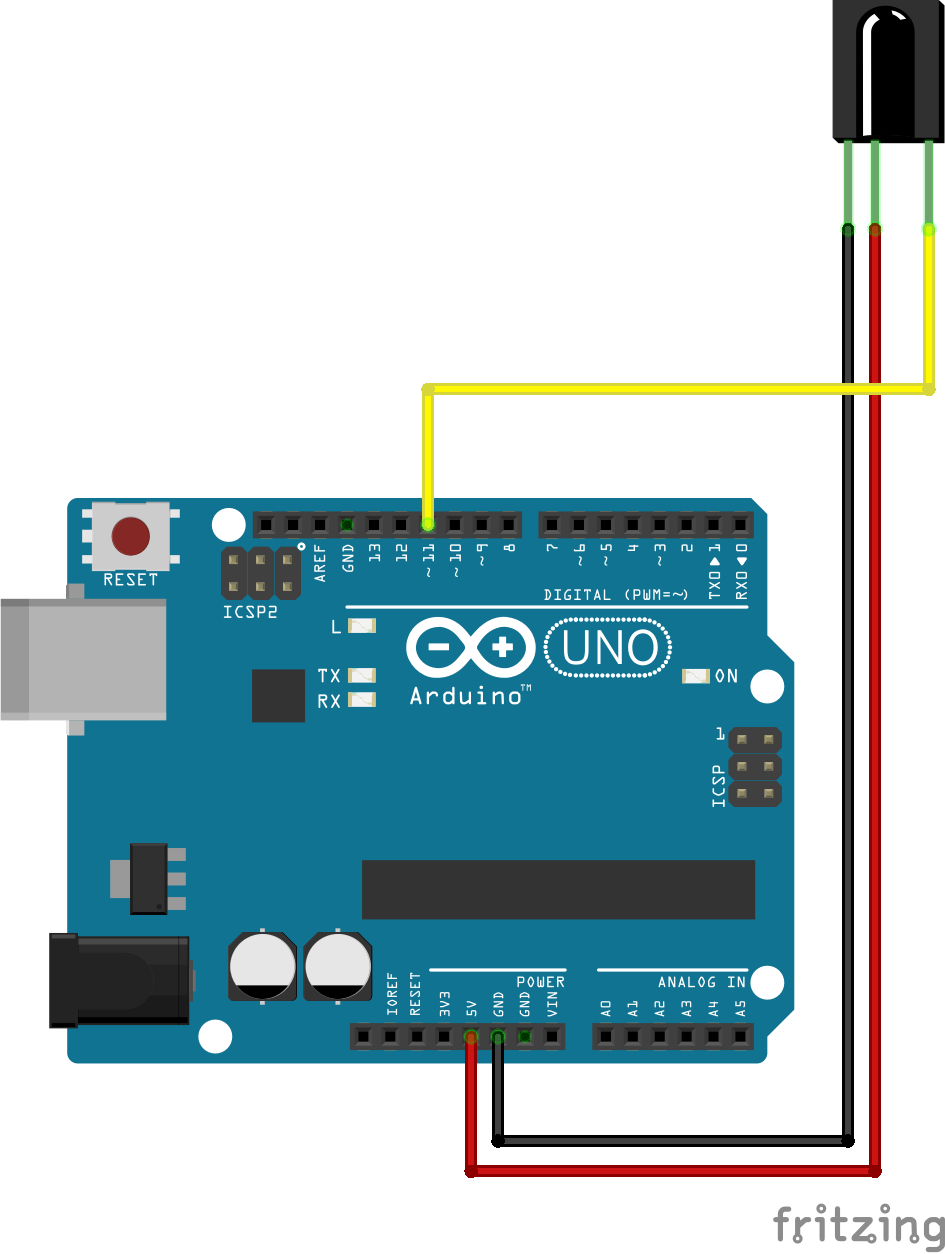 AREF
GND
13
12
~11
~10
~9
8
7
~6
~5
4
~3
2
TX0▶1
RX0◀0
RESET
ICSP2
DIGITAL (PWM=~)
L
UNO
TX
ON
RX
Arduino™
1
ICSP
POWER
ANALOG IN
IOREF
RESET
3V3
5V
GND
GND
VIN
A0
A1
A2
A3
A4
A5
fritzing